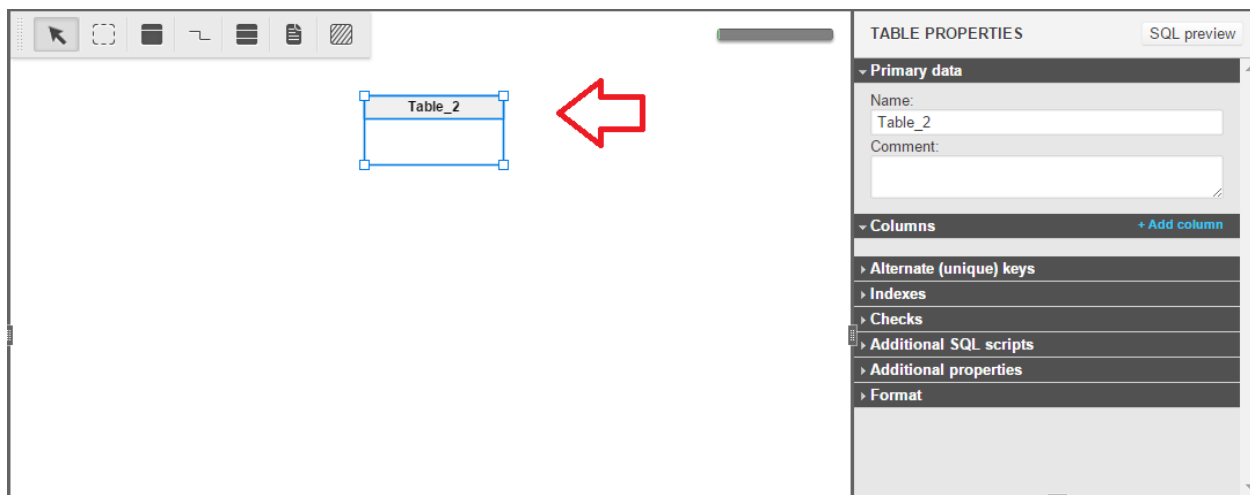 TABLE PROPERTIES
SQL preview
Primary data
Name:
Table_2
Comment:
Columns
+ Add column
Alternate (unique) keys
Indexes
Checks
Additional SQL scripts
Additional properties
Format
Table_2